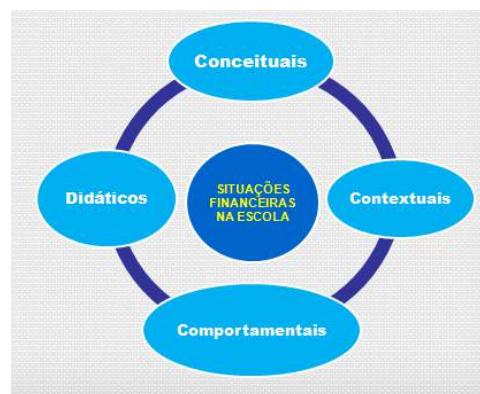 Conceituais
Didáticos
SITUAÇÕES
FINANCEIRAS
NA ESCOLA
Contextuais
Comportamentais